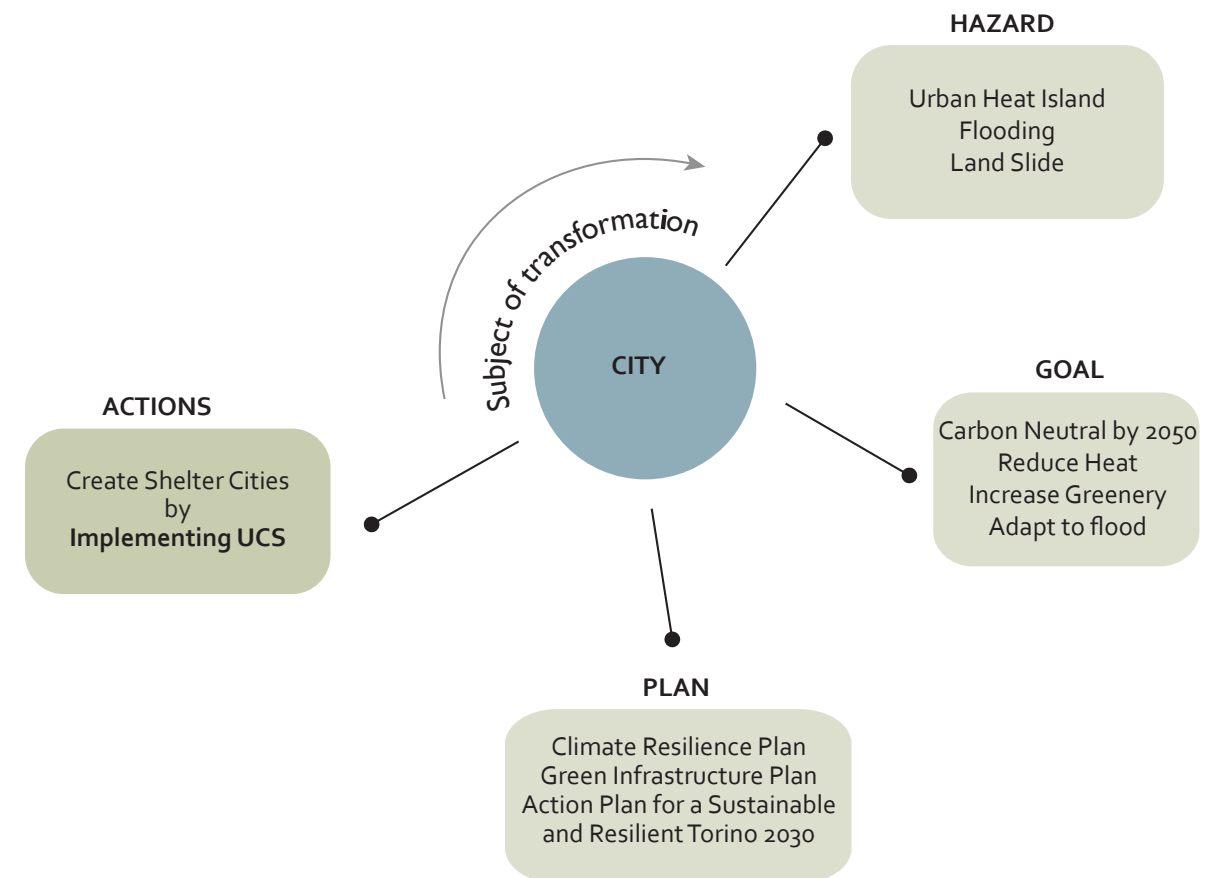 HAZARD
Urban Heat Island
Flooding
Land Slide
Subject of transformation
CITY
GOAL
Carbon Neutral by 2050
Reduce Heat
Increase Greenery
Adapt to flood
ACTIONS
Create Shelter Cities
by
Implementing UCS
PLAN
Climate Resilience Plan
Green Infrastructure Plan
Action Plan for a Sustainable
and Resilient Torino 2030